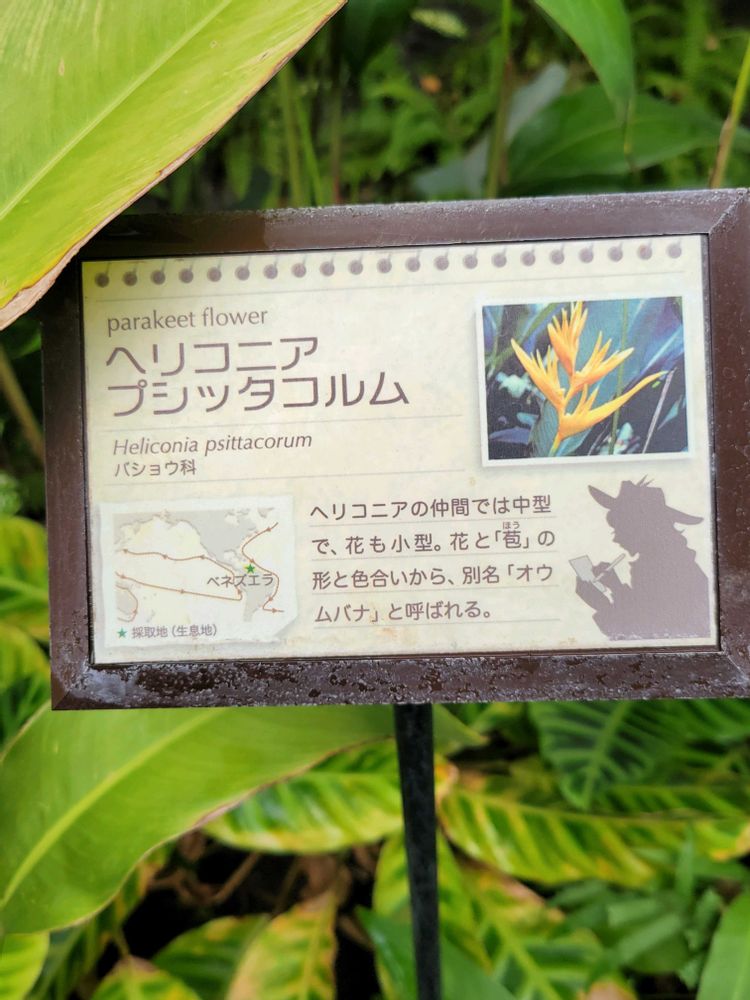 parakeet flower
ヘリコニア
プシッタコルム
Heliconia psittacorum
バショウ科
ベネズエラ
★ 採取地(生息地)
ヘリコニアの仲間では中型
で、花も小型。花と「苞」の
ほう
形と色合いから、別名「オウ
ムバナ」と呼ばれる。